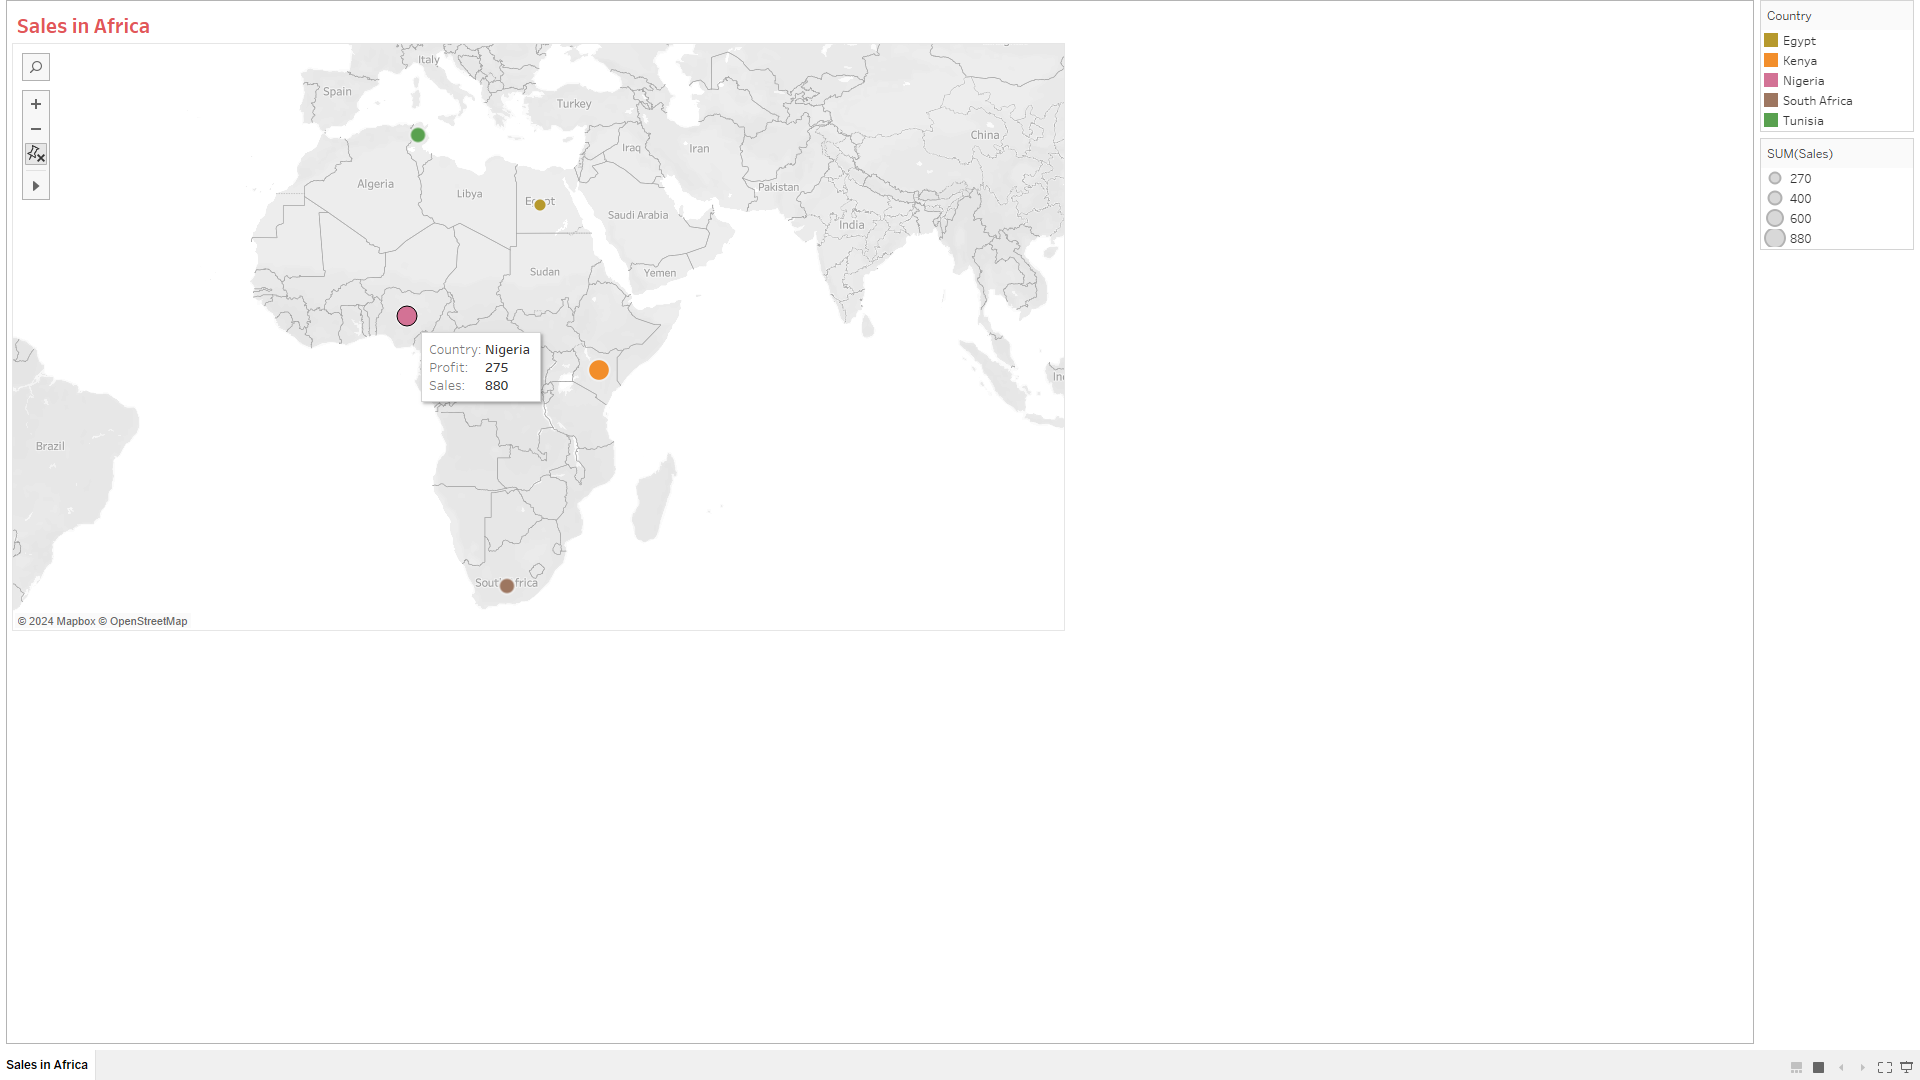 Sales in Africa
Italy
Spain
Turkey
China
Iraq
Iran
Algeria
Libya
Egypt
Pakistan
Saudi Arabia
India
Sudan
Yemen
Country: Nigeria
Profit: 275
Sales: 880
Brazil
South Africa
© 2024 Mapbox © OpenStreetMap
Country
Egypt
Kenya
Nigeria
South Africa
Tunisia
SUM(Sales)
270
400
600
880
Sales in Africa